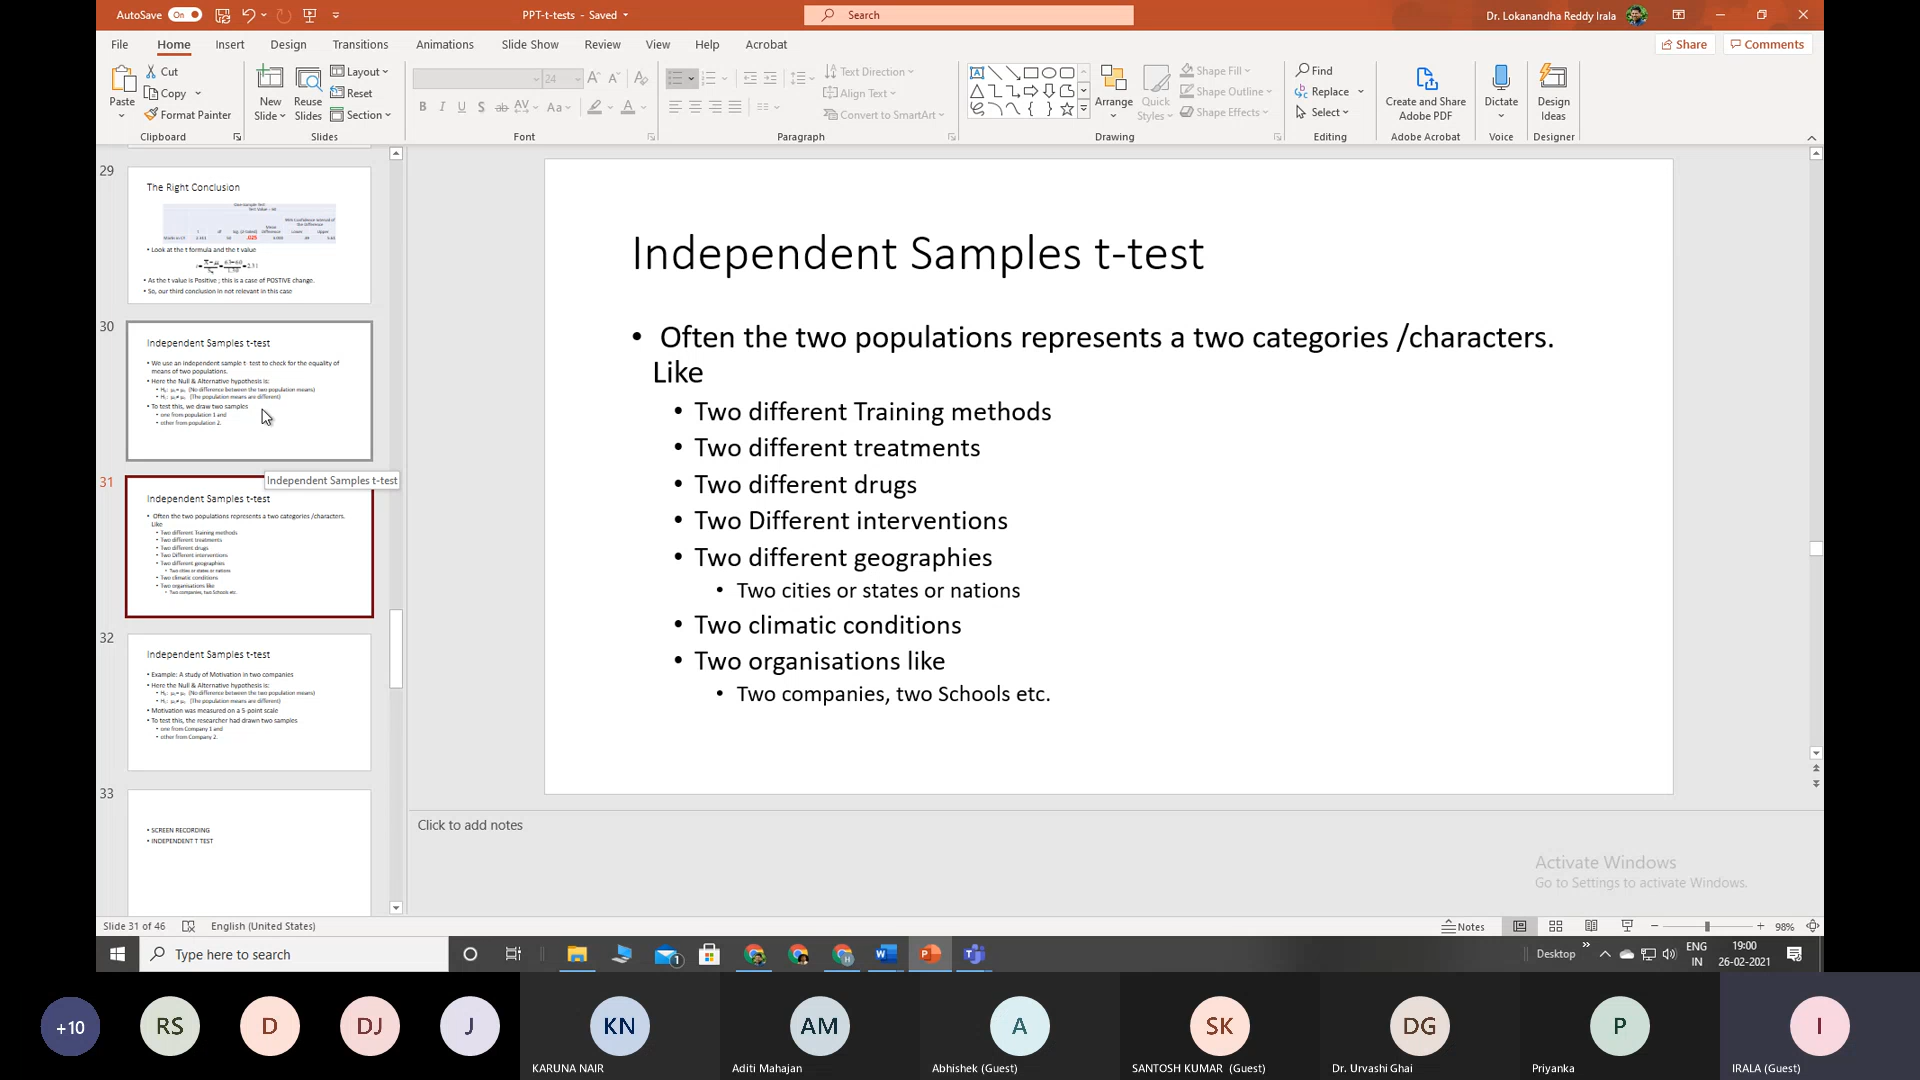 AutoSave On PPT-t-tests - Saved Search Dr. Lokanandha Reddy Irala
File Home Insert Design Transitions Animations Slide Show Review View Help Acrobat Share Comments
Paste Cut Copy Format Painter Clipboard
New Slide Reuse Slides Layout Reset Section Slides
24 B I U S ab AV Aa A Font
Text Direction Align Text Convert to SmartArt Paragraph
Arrange Quick Styles Shape Fill Shape Outline Shape Effects Drawing
Find Replace Select Editing
Create and Share Adobe PDF Adobe Acrobat
Dictate Voice
Design Ideas Designer
29
The Right Conclusion
• Look at the t formula and the t value
• As the t value is Positive ; this is a case of POSTIVE change.
• So, our third conclusion in not relevant in this case
30
Independent Samples t-test
• We use an independent sample t- test to check for the equality of
means of two populations.
• Here the Null & Alternative hypothesis is:
(No difference between the two population means)
(The population means are different)
• To test this, we draw two samples
• one from population 1 and
• other from population 2.
Independent Samples t-test
31
Independent Samples t-test
• Often the two populations represents a two categories /characters.
Like
• Two different Training methods
• Two different treatments
• Two different drugs
• Two Different interventions
• Two different geographies
• Two cities or states or nations
• Two climatic conditions
• Two organisations like
• Two companies, two Schools etc.
32
Independent Samples t-test
• Example: A study of Motivation in two companies
• Here the Null & Alternative hypothesis is:
(No difference between the two population means)
(The population means are different)
• Motivation was measured on a 5-point scale
• To test this, the researcher had drawn two samples
• one from Company 1 and
• other from Company 2.
33
• SCREEN RECORDING
• INDEPENDENT T TEST
Independent Samples t-test
• Often the two populations represents a two categories /characters.
Like
• Two different Training methods
• Two different treatments
• Two different drugs
• Two Different interventions
• Two different geographies
• Two cities or states or nations
• Two climatic conditions
• Two organisations like
• Two companies, two Schools etc.
Click to add notes
Activate Windows
Go to Settings to activate Windows.
Slide 31 of 46 English (United States) Notes 98%
Type here to search 1 Desktop ENG IN 19:00 26-02-2021
+10 RS D DJ J KN AM A SK DG P I
KARUNA NAIR Aditi Mahajan Abhishek (Guest) SANTOSH KUMAR (Guest) Dr. Urvashi Ghai Priyanka IRALA (Guest)